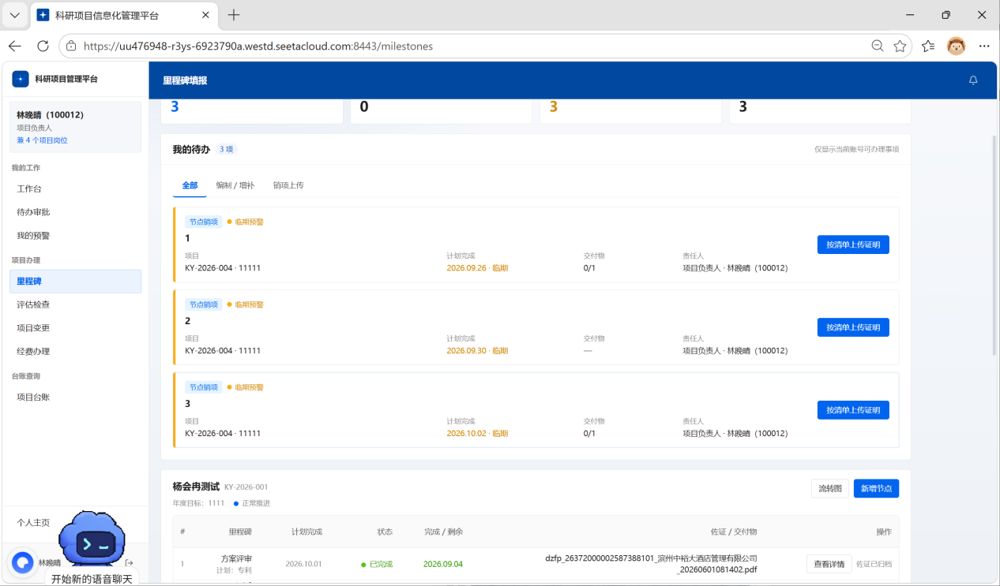 科研项目信息化管理平台
https://uu476948-r3ys-6923790a.westd.seetacloud.com:8443/milestones
科研项目管理平台
里程碑填报
林晚晴（100012）
项目负责人
兼 4 个项目岗位
我的工作
工作台
待办审批
我的预警
项目办理
里程碑
评估检查
项目变更
经费办理
台账查询
项目台账
个人主页
林晚晴
开始新的语音聊天
3
0
3
3
我的待办 3 项
仅显示当前账号可办理事项
全部 编制 / 增补 销项上传
节点销项 临期预警
1
项目 计划完成 交付物 责任人
KY-2026-004 · 11111 2026.09.26 · 临期 0/1 项目负责人 · 林晚晴（100012）
按清单上传证明
节点销项 临期预警
2
项目 计划完成 交付物 责任人
KY-2026-004 · 11111 2026.09.30 · 临期 — 项目负责人 · 林晚晴（100012）
按清单上传证明
节点销项 临期预警
3
项目 计划完成 交付物 责任人
KY-2026-004 · 11111 2026.10.02 · 临期 0/1 项目负责人 · 林晚晴（100012）
按清单上传证明
杨会冉测试 KY-2026-001
年度目标：1111 正常推进
流转图 新增节点
# 里程碑 计划完成 状态 完成 / 剩余 佐证 / 交付物 操作
1 方案评审 2026.10.01 已完成 2026.09.04 dzfp_26372000002587388101_滨州中裕大酒店管理有限公司 查看详情 佐证已归档
计划：专利 _20260601081402.pdf